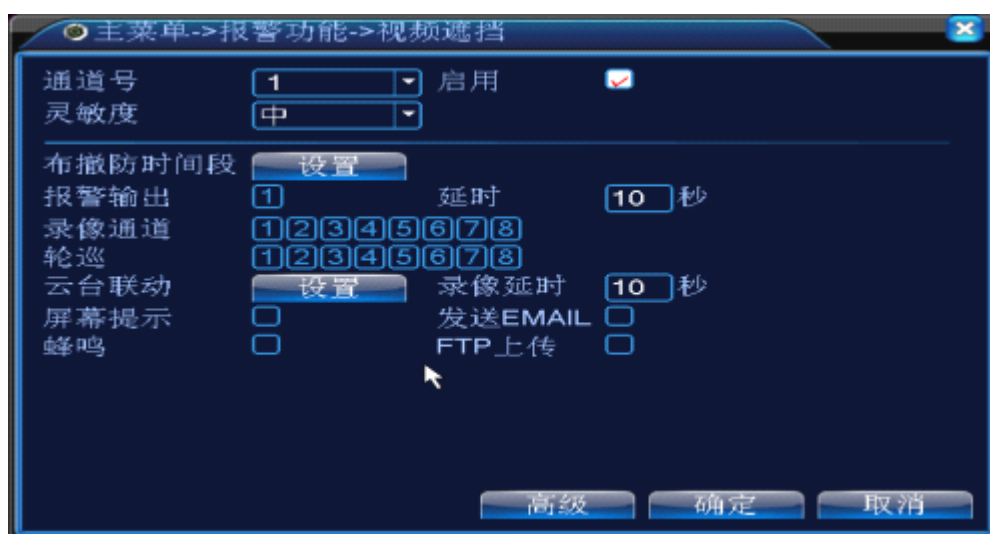 主菜单->报警功能->视频遮挡
通道号 1 启用
灵敏度 中
布撤防时间段 设置
报警输出 1 延时 10 秒
录像通道 1 2 3 4 5 6 7 8
轮巡 1 2 3 4 5 6 7 8
云台联动 设置 录像延时 10 秒
屏幕提示 发送EMAIL
蜂鸣 FTP上传
高级 确定 取消